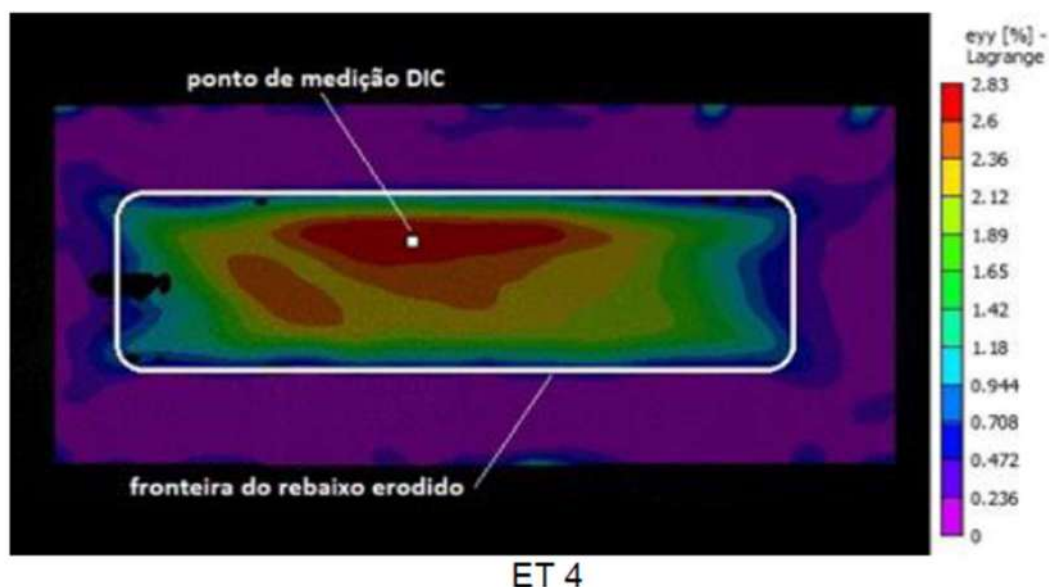 ponto de medição DIC
fronteira do rebaixo erodido
eyy [%] -
Lagrange
2.83
2.6
2.36
2.12
1.89
1.65
1.42
1.18
0.944
0.708
0.472
0.236
0
ET 4